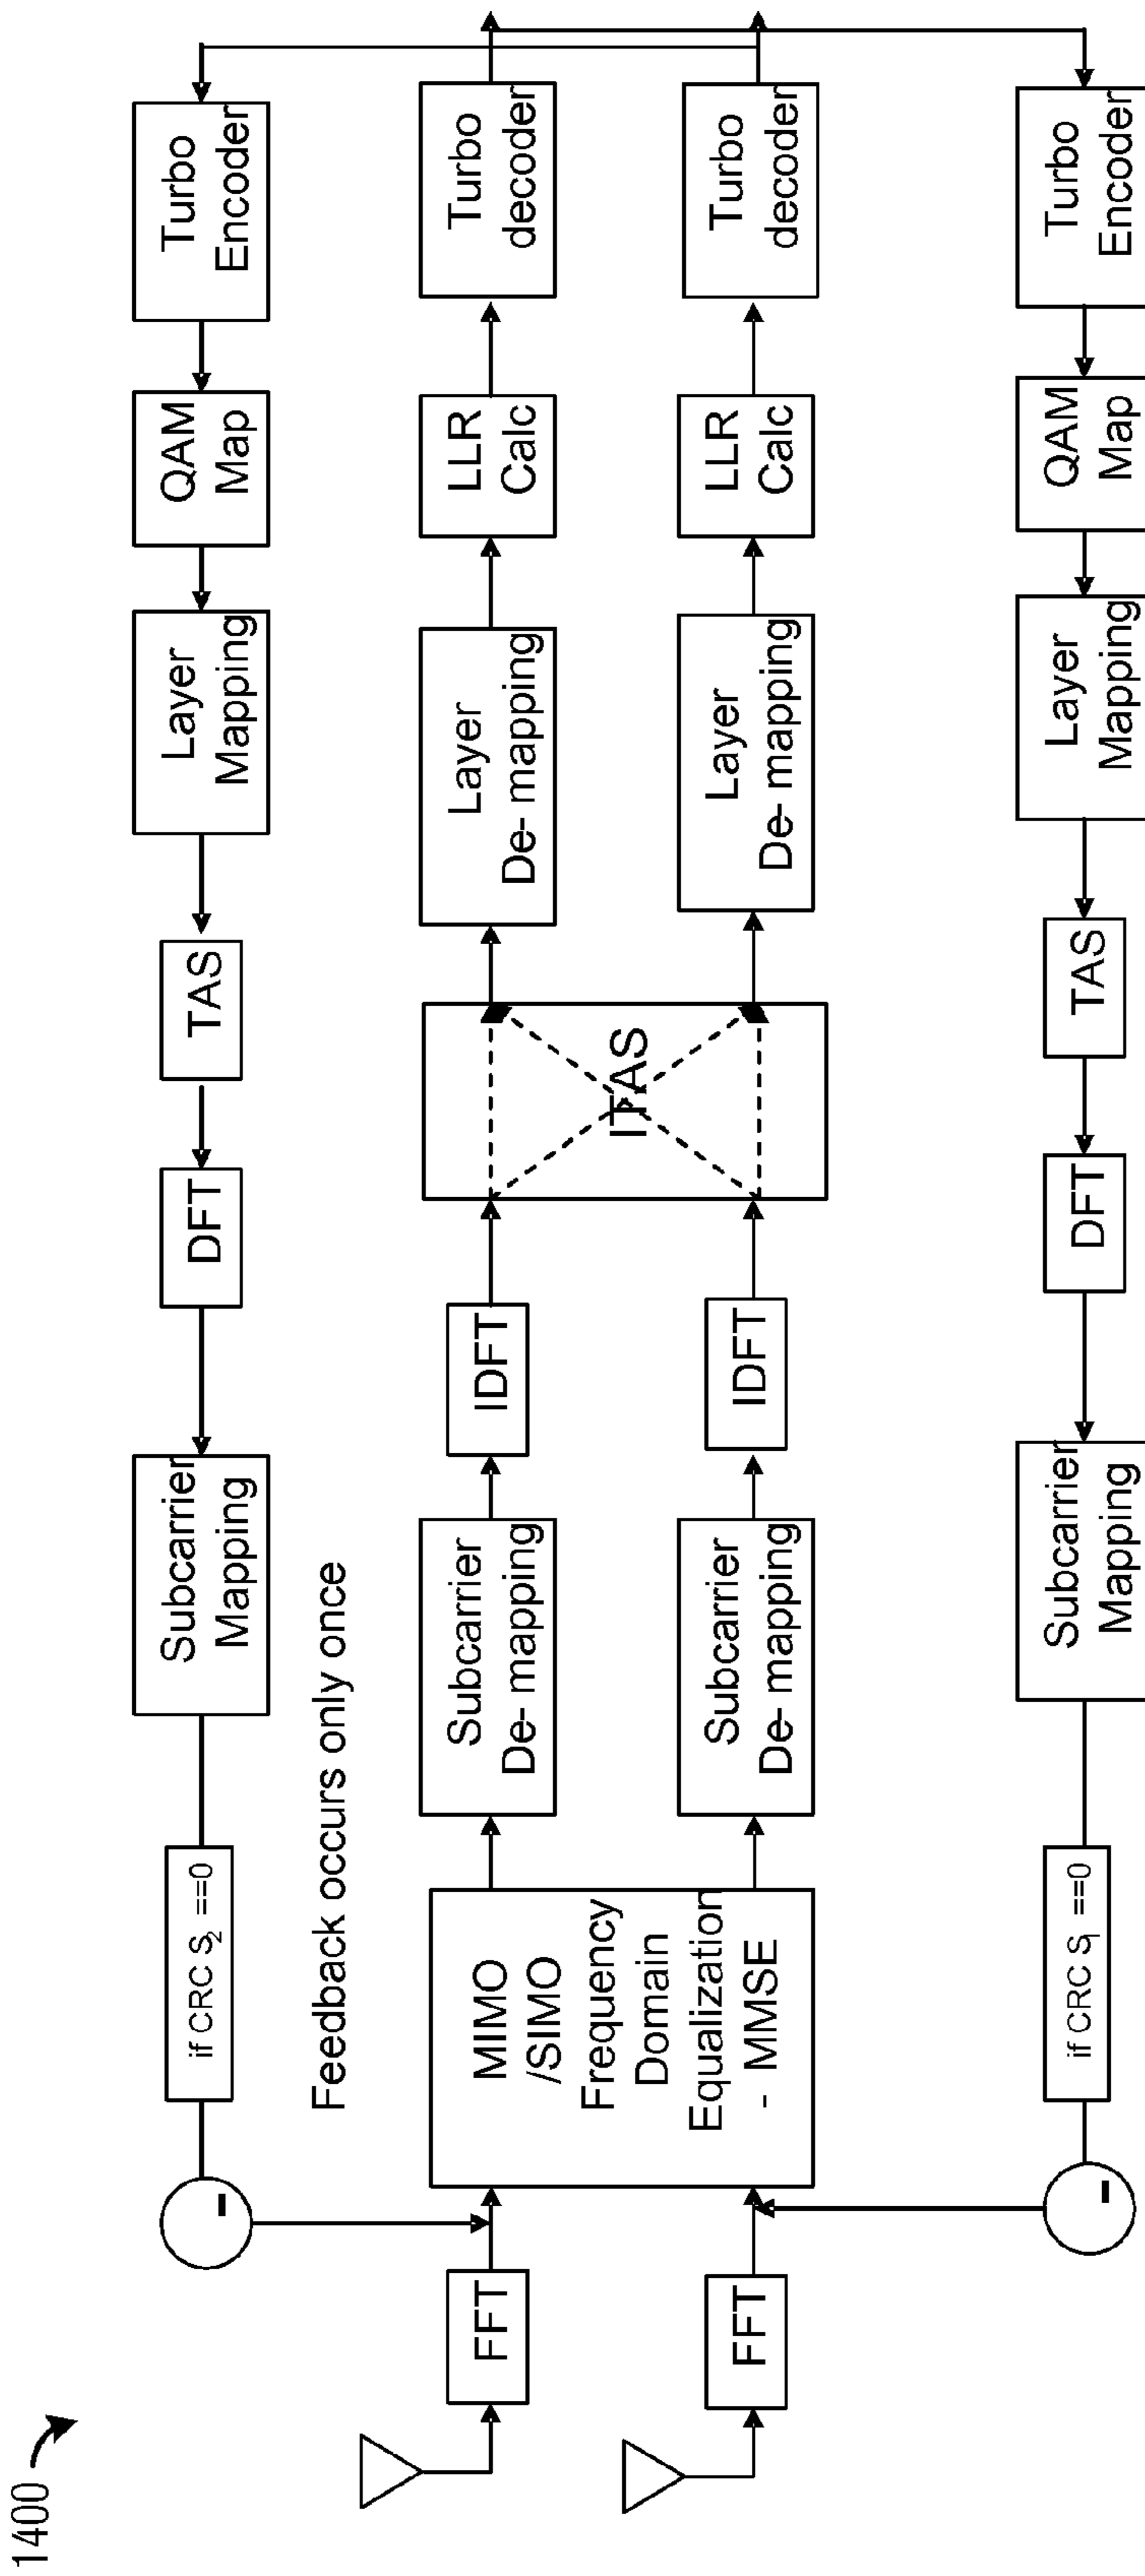 1400
if CRC S₂ ==0
Subcarrier
Mapping
DFT
TAS
Layer
Mapping
QAM
Map
Turbo
Encoder
Feedback occurs only once
FFT
MIMO
/SIMO
Frequency
Domain
Equalization
- MMSE
Subcarrier
De- mapping
IDFT
ITAS
Layer
De- mapping
LLR
Calc
Turbo
decoder
FFT
Subcarrier
De- mapping
IDFT
Layer
De- mapping
LLR
Calc
Turbo
decoder
if CRC S₁ ==0
Subcarrier
Mapping
DFT
TAS
Layer
Mapping
QAM
Map
Turbo
Encoder